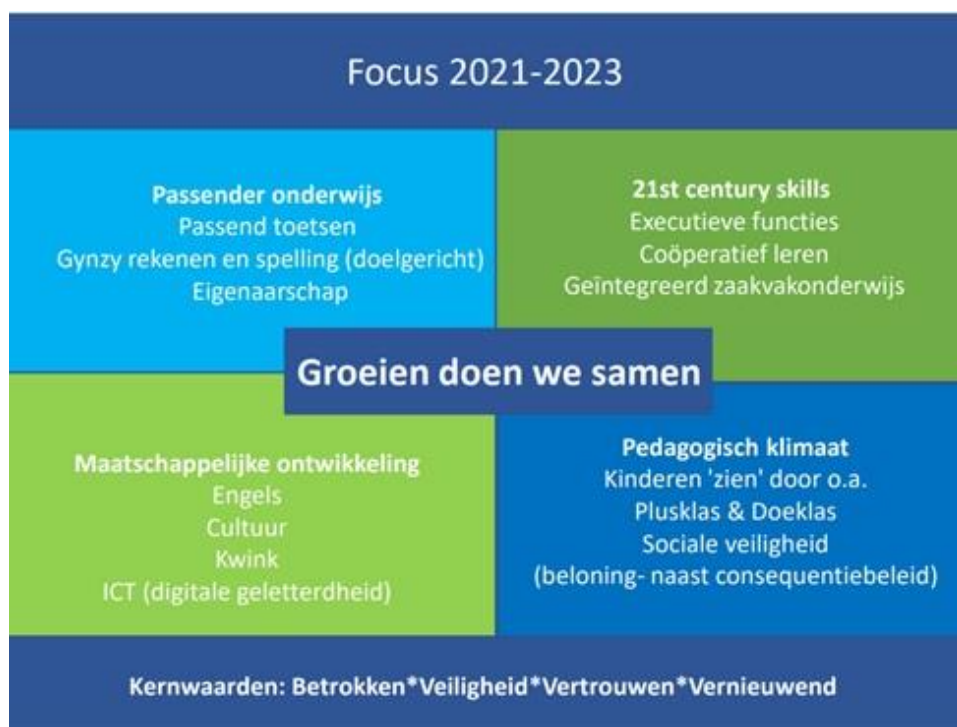 Focus 2021-2023
Passender onderwijs
Passend toetsen
Gynzy rekenen en spelling (doelgericht)
Eigenaarschap
21st century skills
Executieve functies
Coöperatief leren
Geïntegreerd zaakvakonderwijs
Groeien doen we samen
Maatschappelijke ontwikkeling
Engels
Cultuur
Kwink
ICT (digitale geletterdheid)
Pedagogisch klimaat
Kinderen 'zien' door o.a.
Plusklas & Doeklas
Sociale veiligheid
(beloning- naast consequentiebeleid)
Kernwaarden: Betrokken*Veiligheid*Vertrouwen*Vernieuwend